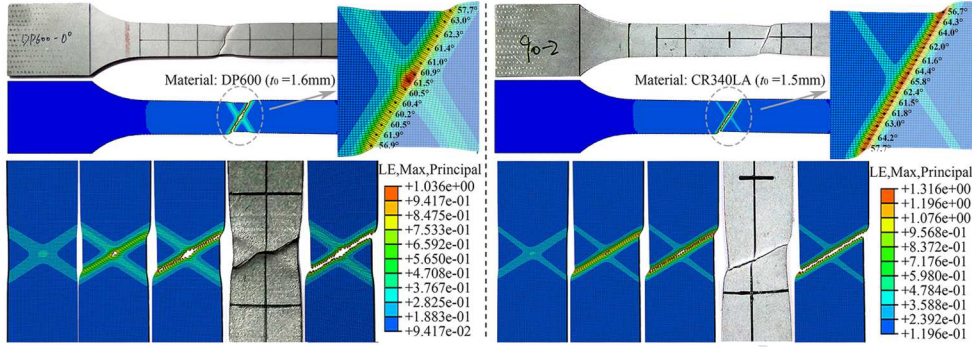 DP600-0°
Material: DP600 (t0 =1.6mm)
57.7°
63.0°
62.3°
61.4°
61.0°
60.9°
61.5°
60.4°
60.2°
60.5°
61.9°
56.9°
LE,Max,Principal
+1.036e+00
+9.417e-01
+8.475e-01
+7.533e-01
+6.592e-01
+5.650e-01
+4.708e-01
+3.767e-01
+2.825e-01
+1.883e-01
+9.417e-02
90-2
Material: CR340LA (t0 =1.5mm)
56.7°
64.3°
64.0°
62.0°
61.6°
65.8°
62.4°
61.5°
61.8°
63.0°
64.2°
57.7°
LE,Max,Principal
+1.316e+00
+1.196e+00
+1.076e+00
+9.568e-01
+8.372e-01
+7.176e-01
+5.980e-01
+4.784e-01
+3.588e-01
+2.392e-01
+1.196e-01